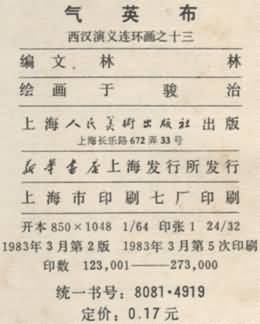 气英布
西汉演义连环画之十三
编文 林林
绘画 于骏治
上海人民美术出版社出版
上海长乐路672弄33号
新华书店上海发行所发行
上海市印刷七厂印刷
开本 850×1048 1/64 印张 1 24/32
1983年3月第2版 1983年3月第5次印刷
印数 123,001——273,000
统一书号：8081·4919
定价：0.17元